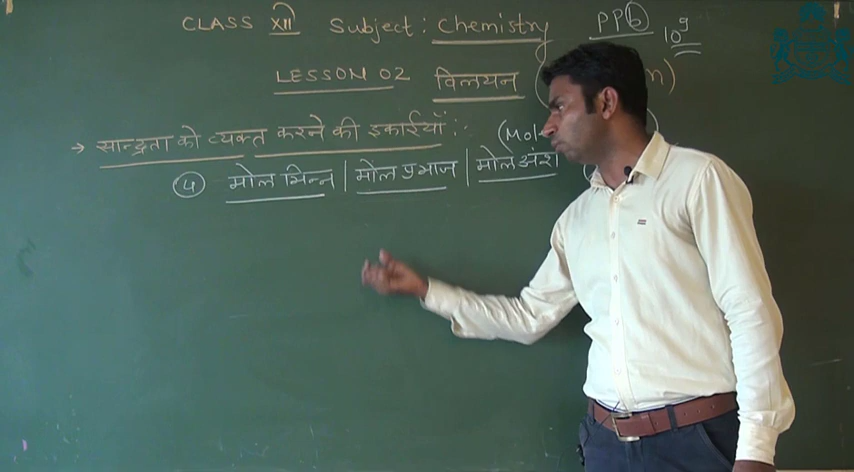 CLASS XII Subject: Chemistry PPb 10⁹
LESSON 02 विलयन (
→ सान्द्रता को व्यक्त करने की इकाईयाँ:-
④ मोल भिन्न | मोल प्रभाज | मोल अंश